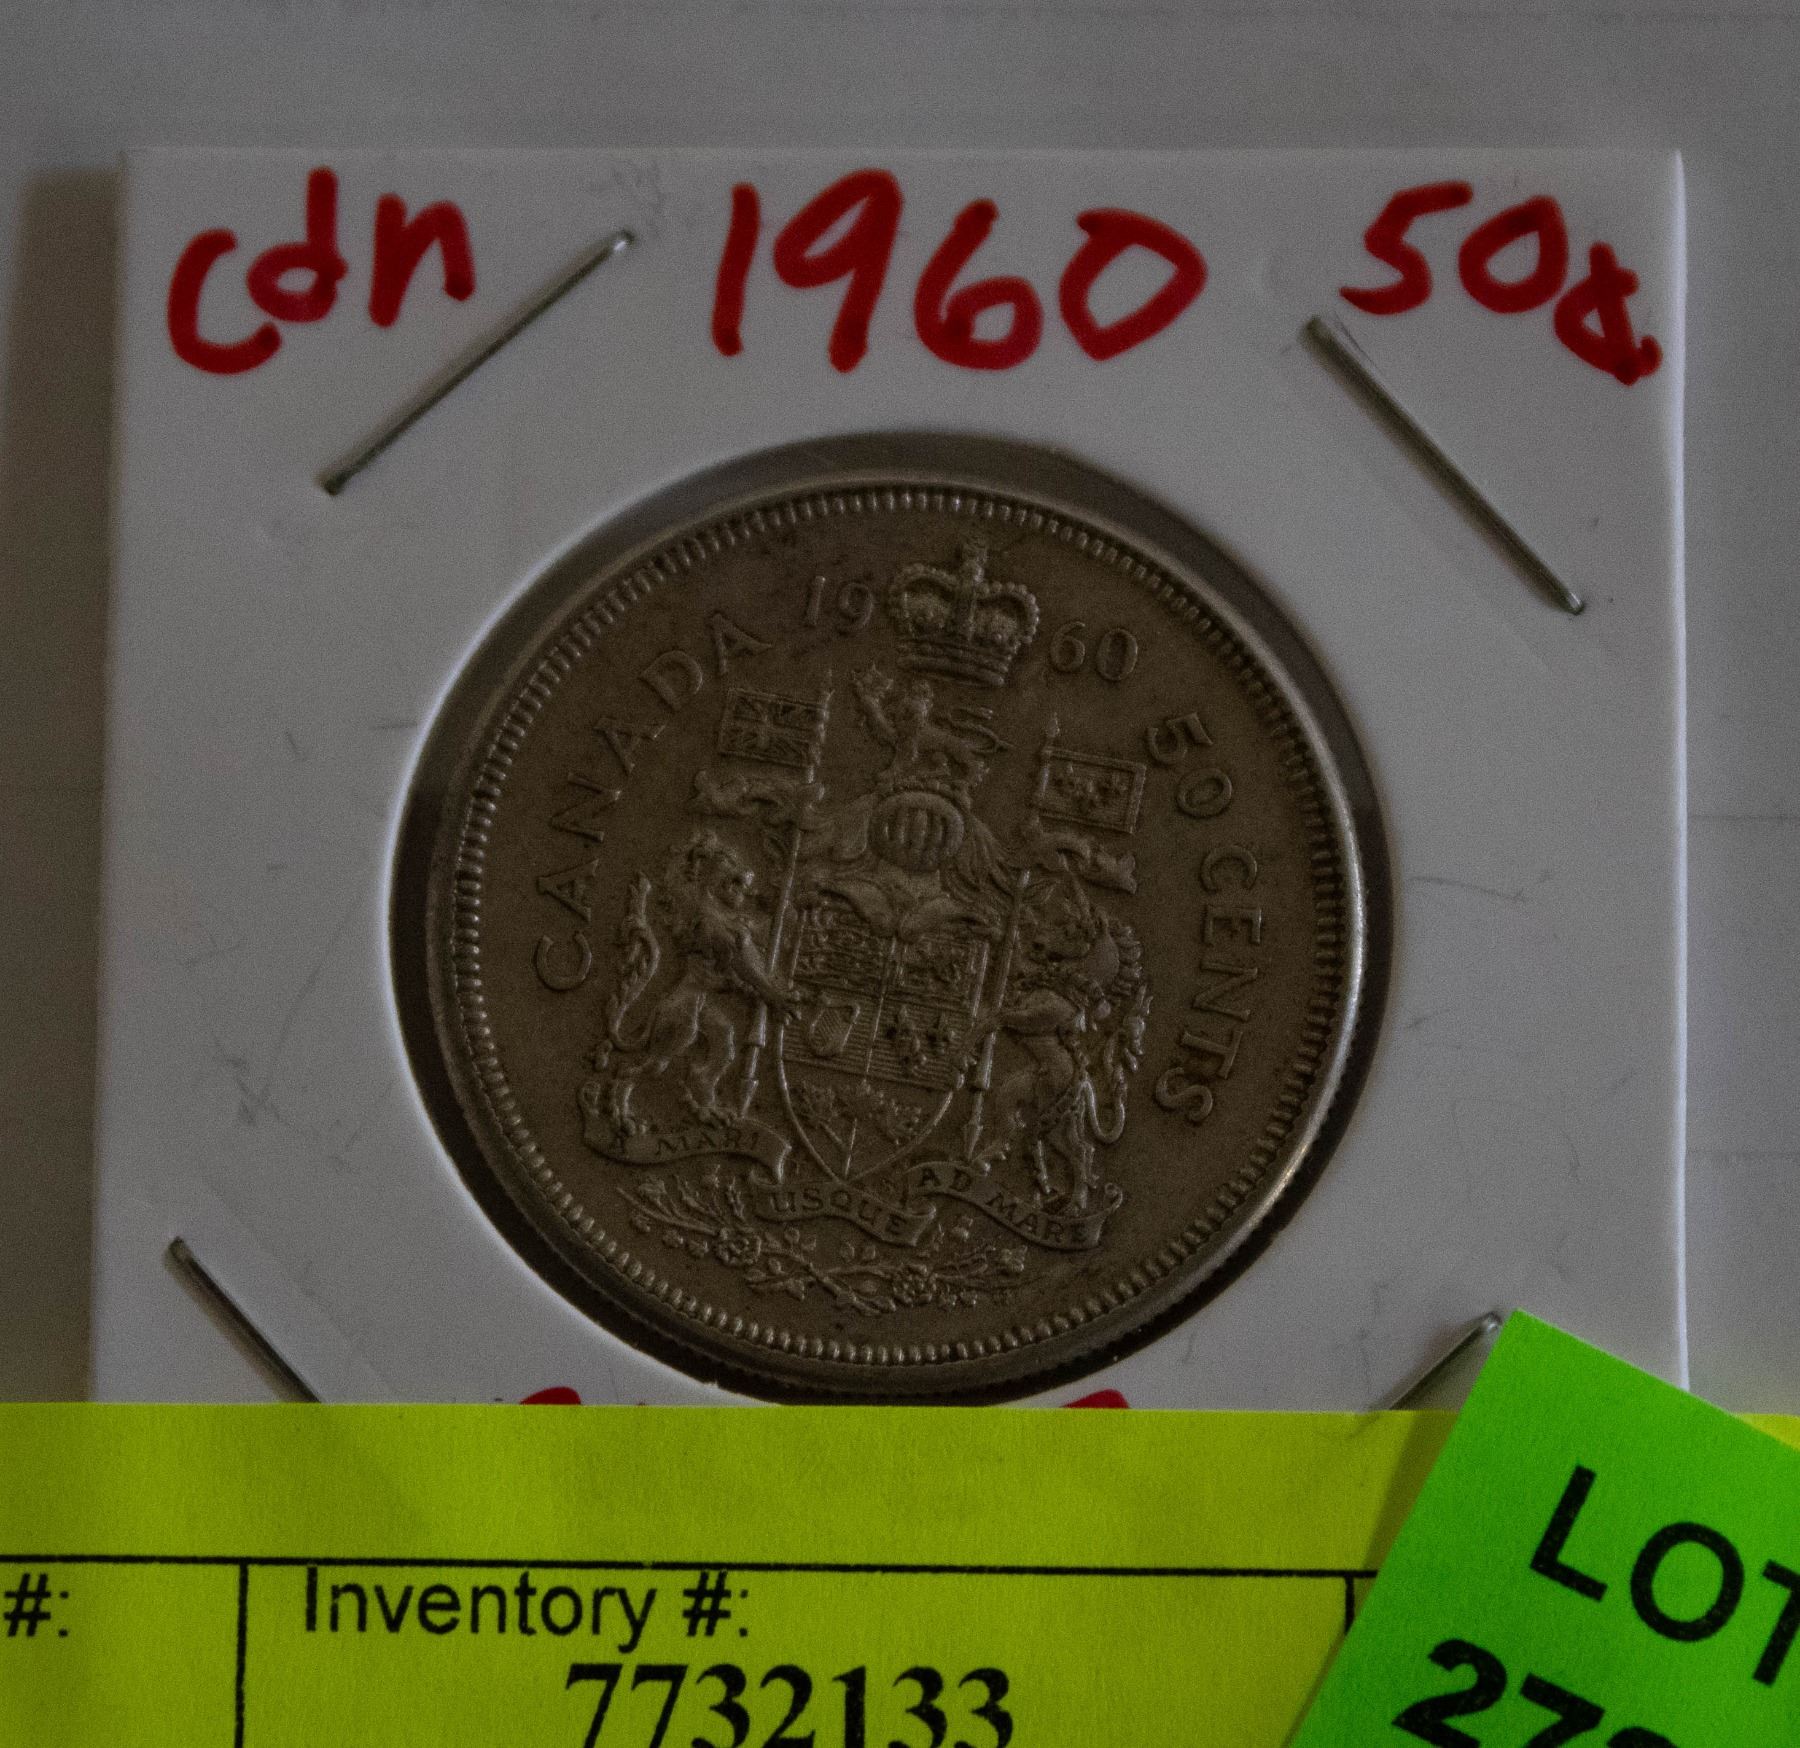 cdn 1960 50¢
CANADA 1960 50 CENTS
A MARI USQUE AD MARE
#: Inventory #:
7732133
LOT